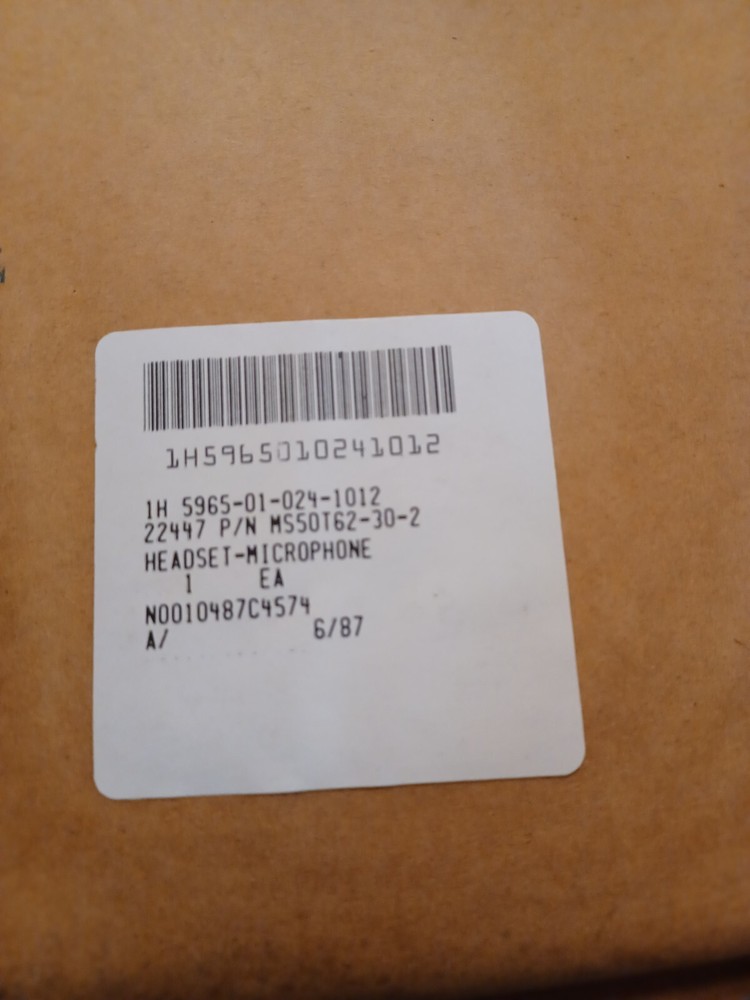 1H5965010241012
1H 5965-01-024-1012
22447 P/N MS50T62-30-2
HEADSET-MICROPHONE
1 EA
N0010487C4574
A/ 6/87